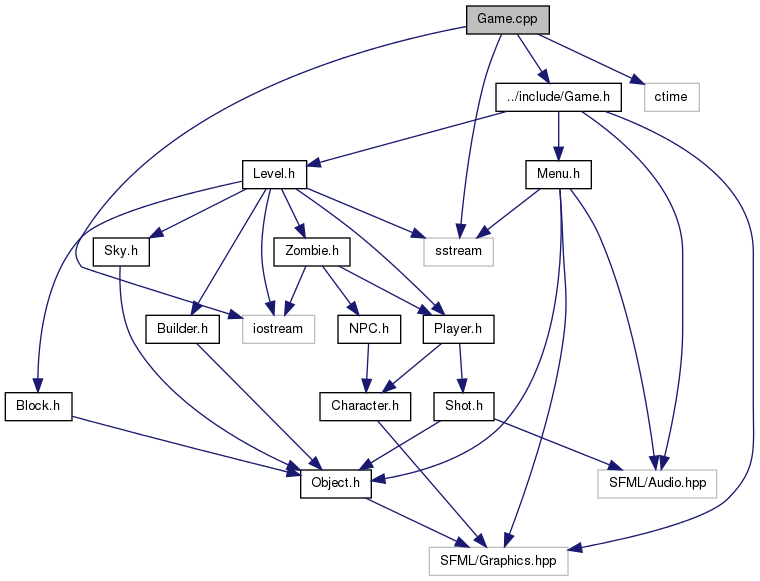 Game.cpp
../include/Game.h
ctime
Level.h
Menu.h
Sky.h
Zombie.h
sstream
Builder.h
iostream
NPC.h
Player.h
Block.h
Character.h
Shot.h
Object.h
SFML/Audio.hpp
SFML/Graphics.hpp